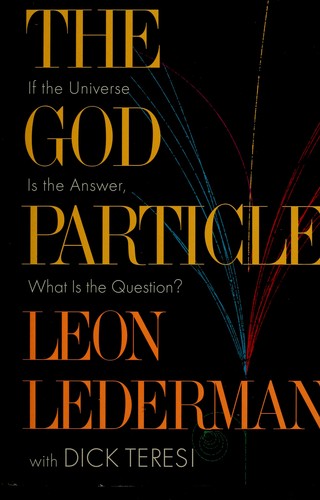 THE
If the Universe
GOD
Is the Answer,
PARTICLE
What Is the Question?
LEON
LEDERMAN
with DICK TERESI